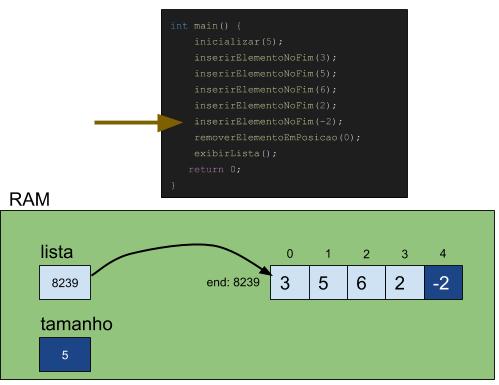 int main() {
inicializar(5);
inserirElementoNoFim(3);
inserirElementoNoFim(5);
inserirElementoNoFim(6);
inserirElementoNoFim(2);
inserirElementoNoFim(-2);
removerElementoEmPosicao(0);
exibirLista();
return 0;
}
RAM
lista
0 1 2 3 4
8239
end: 8239
3 5 6 2 -2
tamanho
5